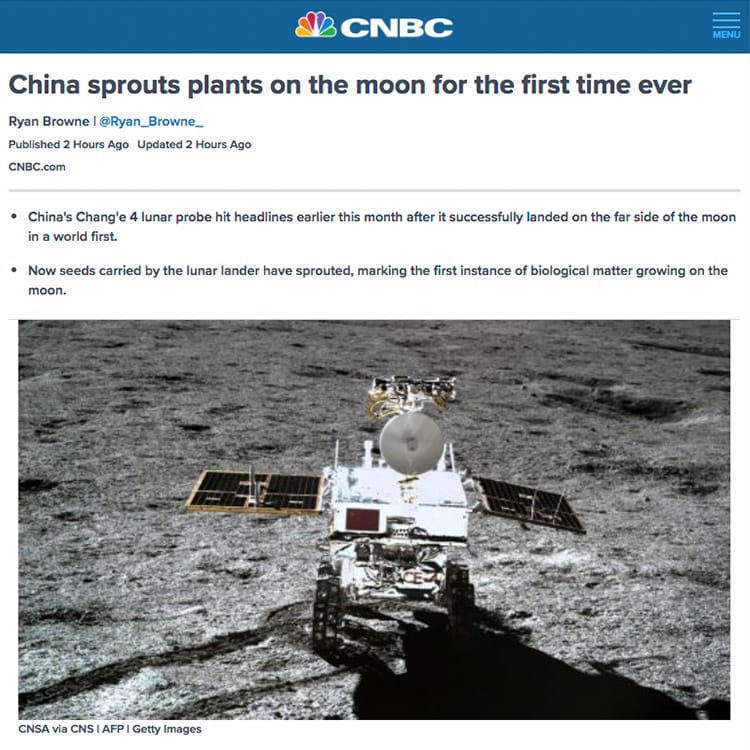 CNBC
MENU
China sprouts plants on the moon for the first time ever
Ryan Browne | @Ryan_Browne_
Published 2 Hours Ago Updated 2 Hours Ago
CNBC.com
• China's Chang'e 4 lunar probe hit headlines earlier this month after it successfully landed on the far side of the moon
in a world first.
• Now seeds carried by the lunar lander have sprouted, marking the first instance of biological matter growing on the
moon.
CNSA via CNS | AFP | Getty Images